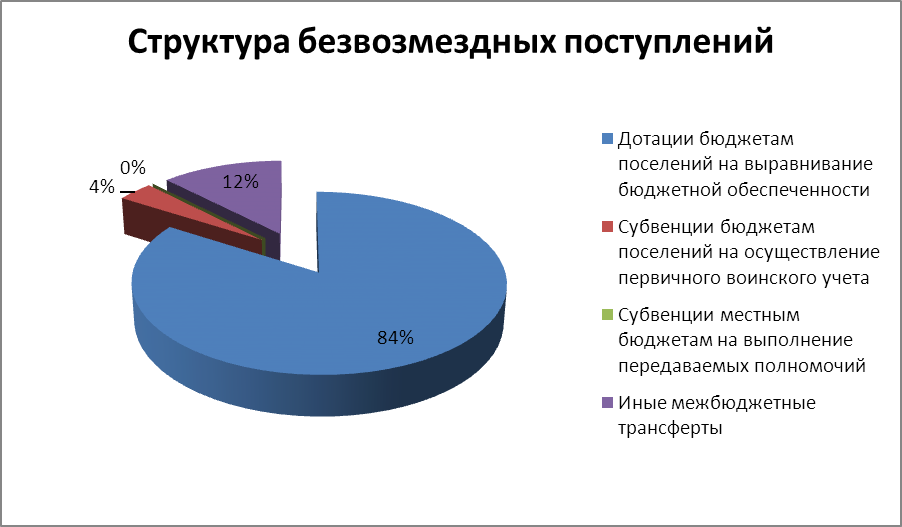 Структура безвозмездных поступлений
0%
4%
12%
84%
Дотации бюджетам
поселений на выравнивание
бюджетной обеспеченности
Субвенции бюджетам
поселений на осуществление
первичного воинского учета
Субвенции местным
бюджетам на выполнение
передаваемых полномочий
Иные межбюджетные
трансферты